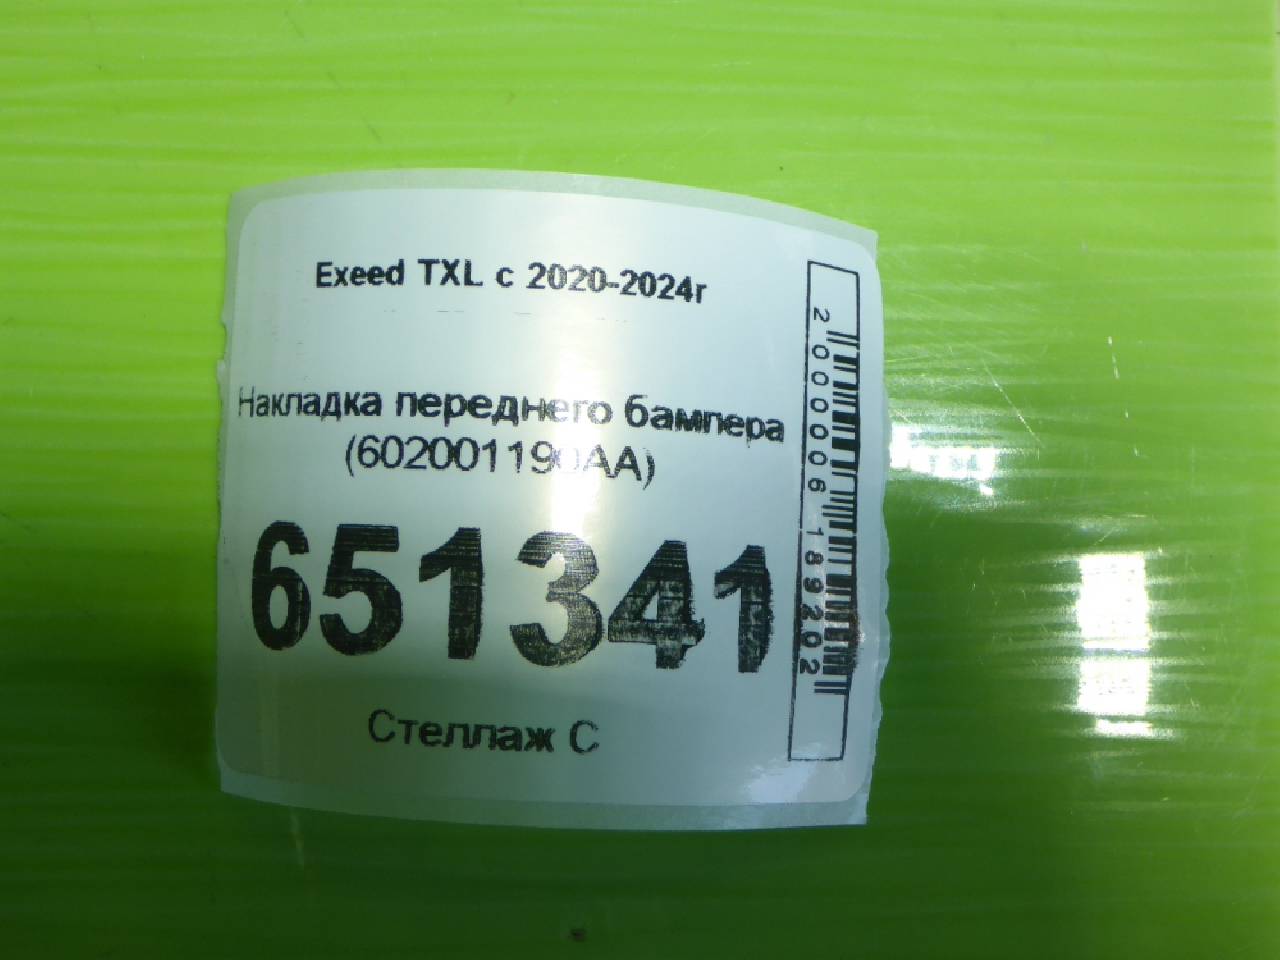 Exeed TXL с 2020-2024г
Накладка переднего бампера
(602001190AA)
651341
Стеллаж С
2000006189202